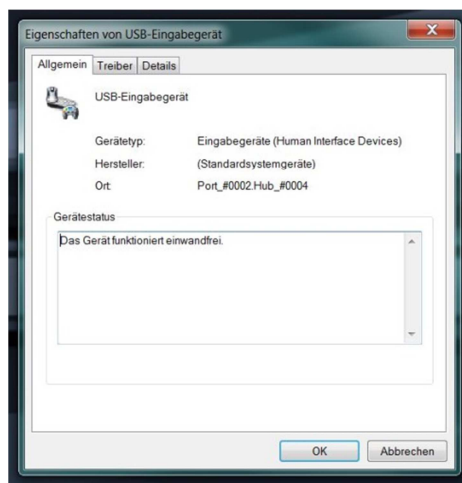 Eigenschaften von USB-Eingabegerät
Allgemein Treiber Details
USB-Eingabegerät
Gerätetyp: Eingabegeräte (Human Interface Devices)
Hersteller: (Standardsystemgeräte)
Ort: Port_#0002.Hub_#0004
Gerätestatus
Das Gerät funktioniert einwandfrei.
OK Abbrechen